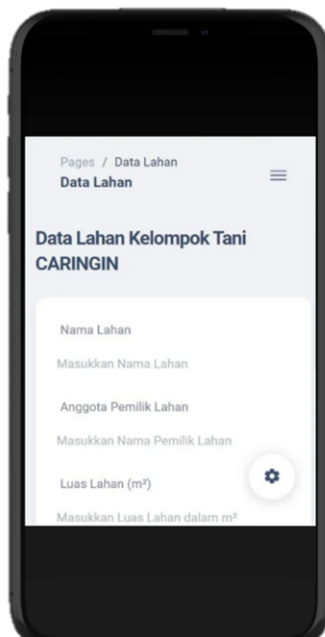 Pages / Data Lahan
Data Lahan
Data Lahan Kelompok Tani
CARINGIN
Nama Lahan
Masukkan Nama Lahan
Anggota Pemilik Lahan
Masukkan Nama Pemilik Lahan
Luas Lahan (m²)
Masukkan Luas Lahan dalam m²